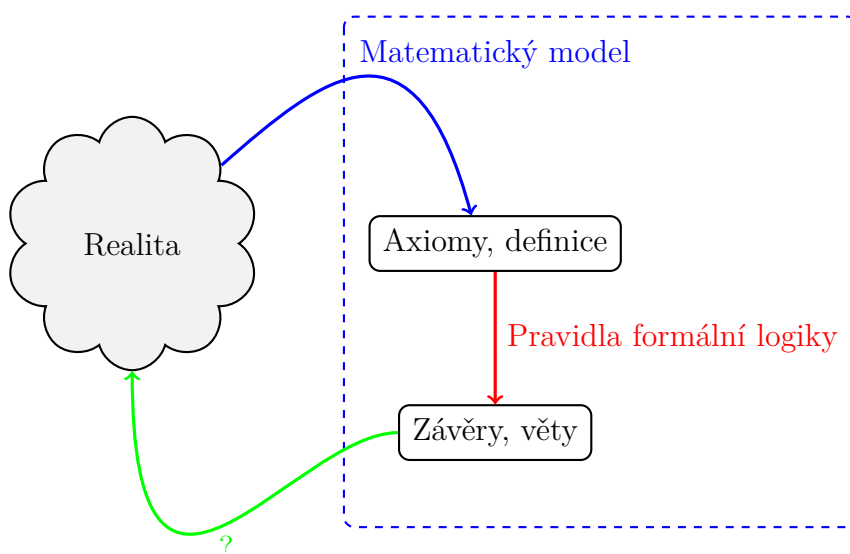 Matematický model
Realita
Axiomy, definice
Pravidla formální logiky
Závěry, věty
?